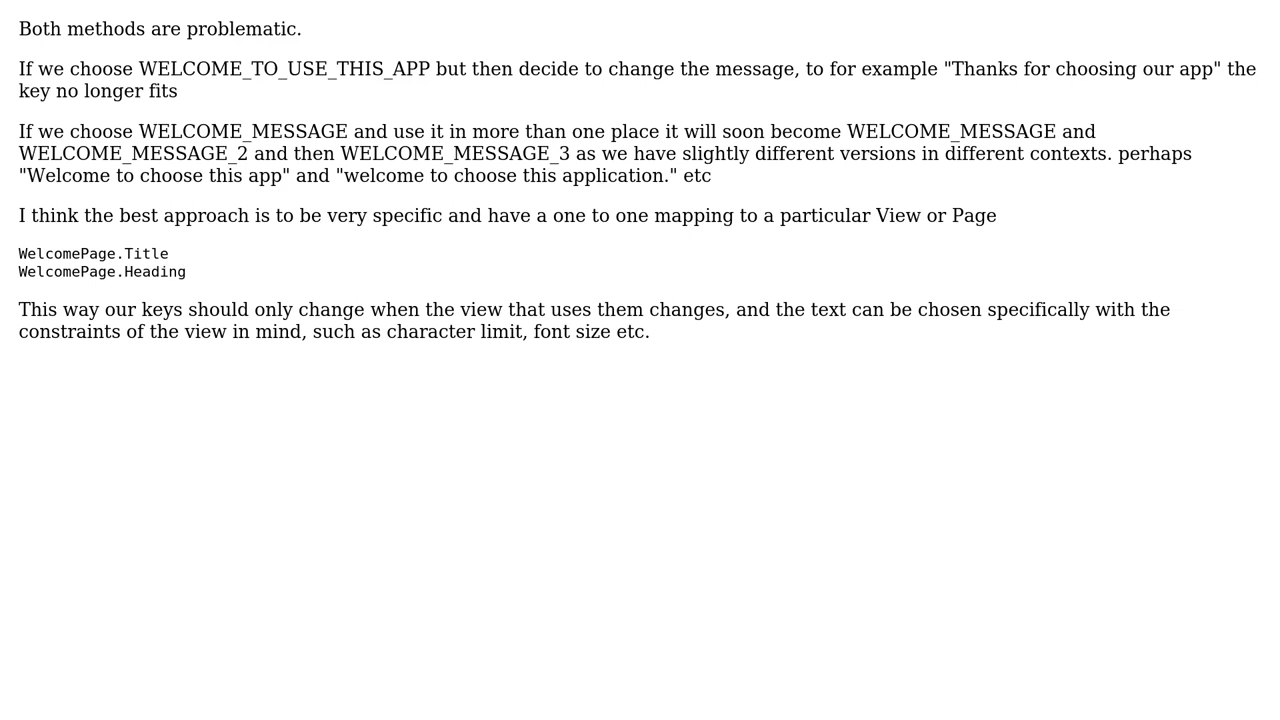 Both methods are problematic.
If we choose WELCOME_TO_USE_THIS_APP but then decide to change the message, to for example "Thanks for choosing our app" the
key no longer fits
If we choose WELCOME_MESSAGE and use it in more than one place it will soon become WELCOME_MESSAGE and
WELCOME_MESSAGE_2 and then WELCOME_MESSAGE_3 as we have slightly different versions in different contexts. perhaps
"Welcome to choose this app" and "welcome to choose this application." etc
I think the best approach is to be very specific and have a one to one mapping to a particular View or Page
WelcomePage.Title
WelcomePage.Heading
This way our keys should only change when the view that uses them changes, and the text can be chosen specifically with the
constraints of the view in mind, such as character limit, font size etc.